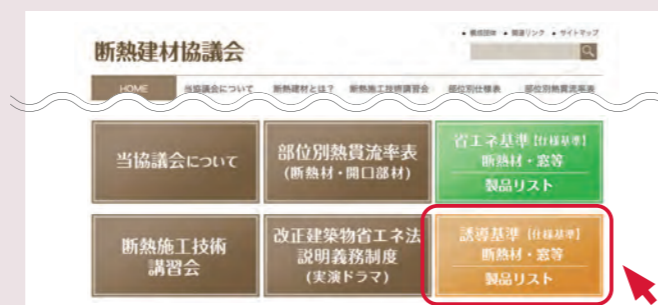 • 構成団体 • 関連リンク • サイトマップ
断熱建材協議会
HOME 当協議会について 断熱建材とは？ 断熱施工技術講習会 部位別仕様表 部位別熱貫流率表
当協議会について
部位別熱貫流率表
(断熱材・開口部材)
省エネ基準【仕様基準】
断熱材・窓等
製品リスト
断熱施工技術
講習会
改正建築物省エネ法
説明義務制度
(実演ドラマ)
誘導基準【仕様基準】
断熱材・窓等
製品リスト